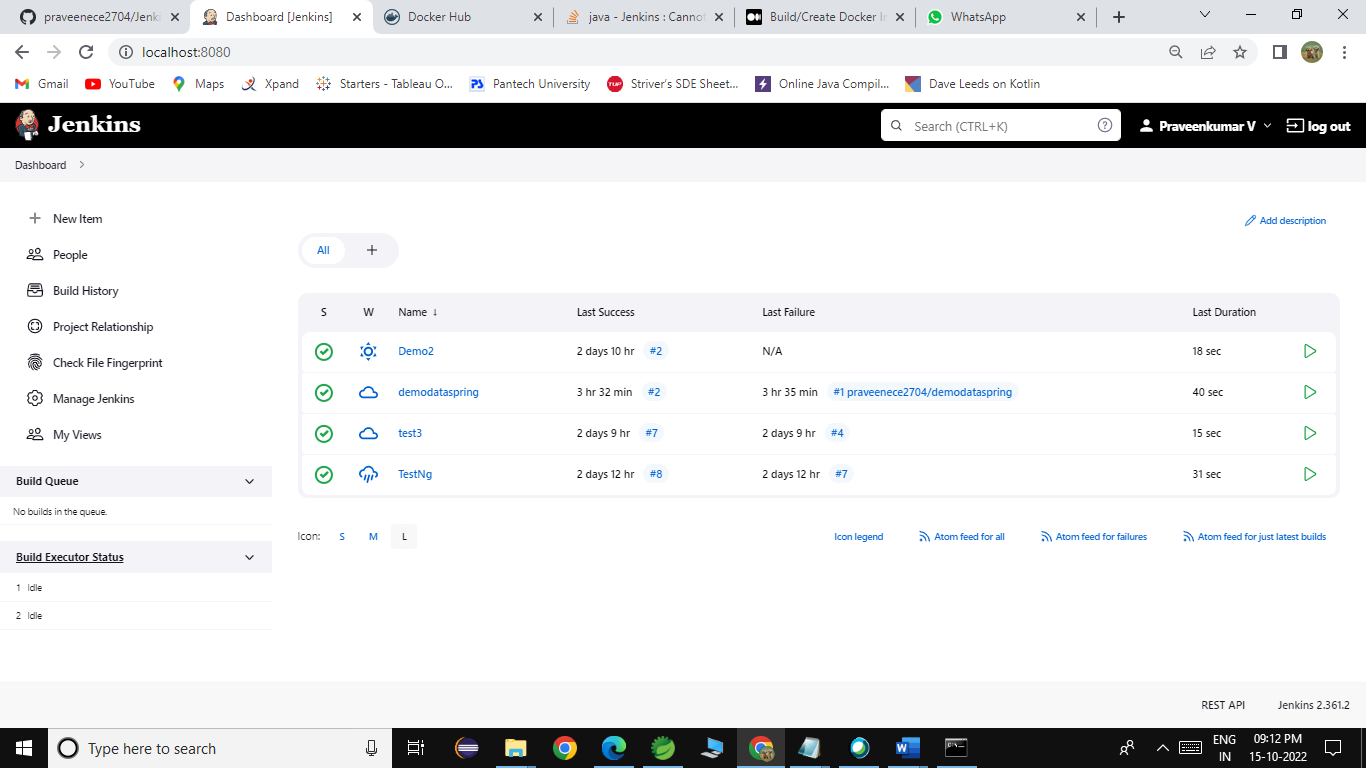 praveenece2704/Jenki
Dashboard [Jenkins]
Docker Hub
java - Jenkins : Cannot
Build/Create Docker I
WhatsApp
localhost:8080
Gmail YouTube Maps Xpand Starters - Tableau O... Pantech University Striver's SDE Sheet... Online Java Compil... Dave Leeds on Kotlin
Jenkins Search (CTRL+K) Praveenkumar V log out
Dashboard
New Item
People
Build History
Project Relationship
Check File Fingerprint
Manage Jenkins
My Views
Build Queue
No builds in the queue.
Build Executor Status
1 Idle
2 Idle
Add description
All +
S W Name ↓ Last Success Last Failure Last Duration
Demo2 2 days 10 hr #2 N/A 18 sec
demodataspring 3 hr 32 min #2 3 hr 35 min #1 praveenece2704/demodataspring 40 sec
test3 2 days 9 hr #7 2 days 9 hr #4 15 sec
TestNg 2 days 12 hr #8 2 days 12 hr #7 31 sec
Icon: S M L Icon legend Atom feed for all Atom feed for failures Atom feed for just latest builds
REST API Jenkins 2.361.2
Type here to search
ENG
IN
09:12 PM
15-10-2022